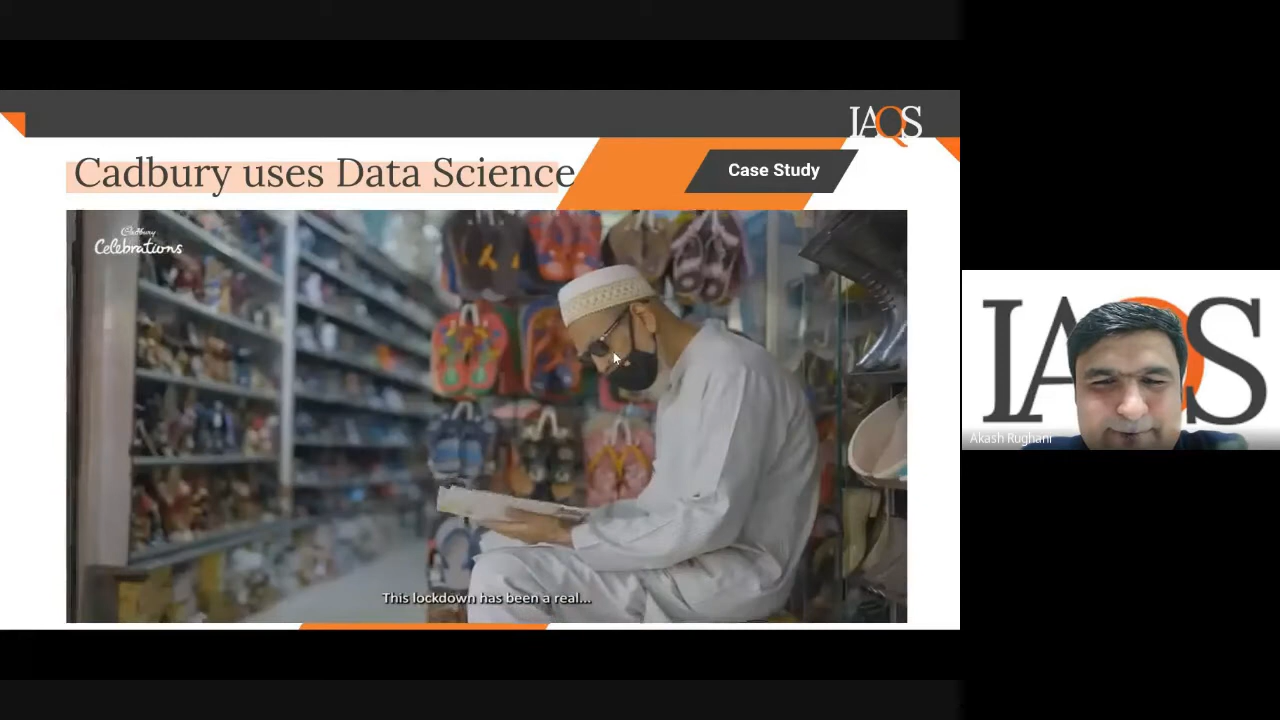 IAQS
Cadbury uses Data Science
Case Study
Cadbury
Celebrations
This lockdown has been a real...
IAQS
Akash Rughani